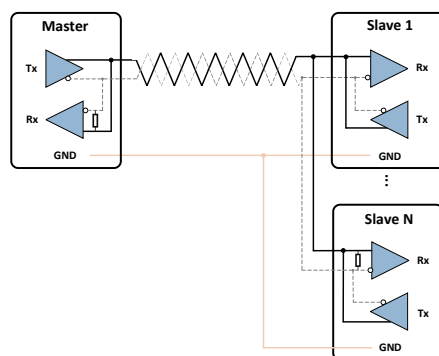 Master
Tx
Rx
GND
Slave 1
Rx
Tx
GND
...
Slave N
Rx
Tx
GND